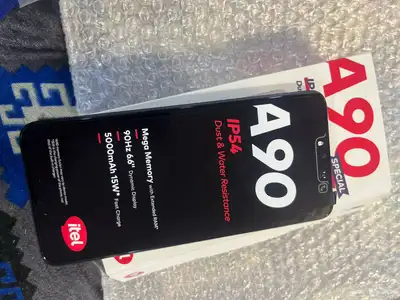 A90
IP54
Dust & Water Resistance
Mega Memory with Extended RAM*
90Hz 6.6" Dynamic Display
5000mAh 15W* Fast Charge
itel
A90
SPECIAL